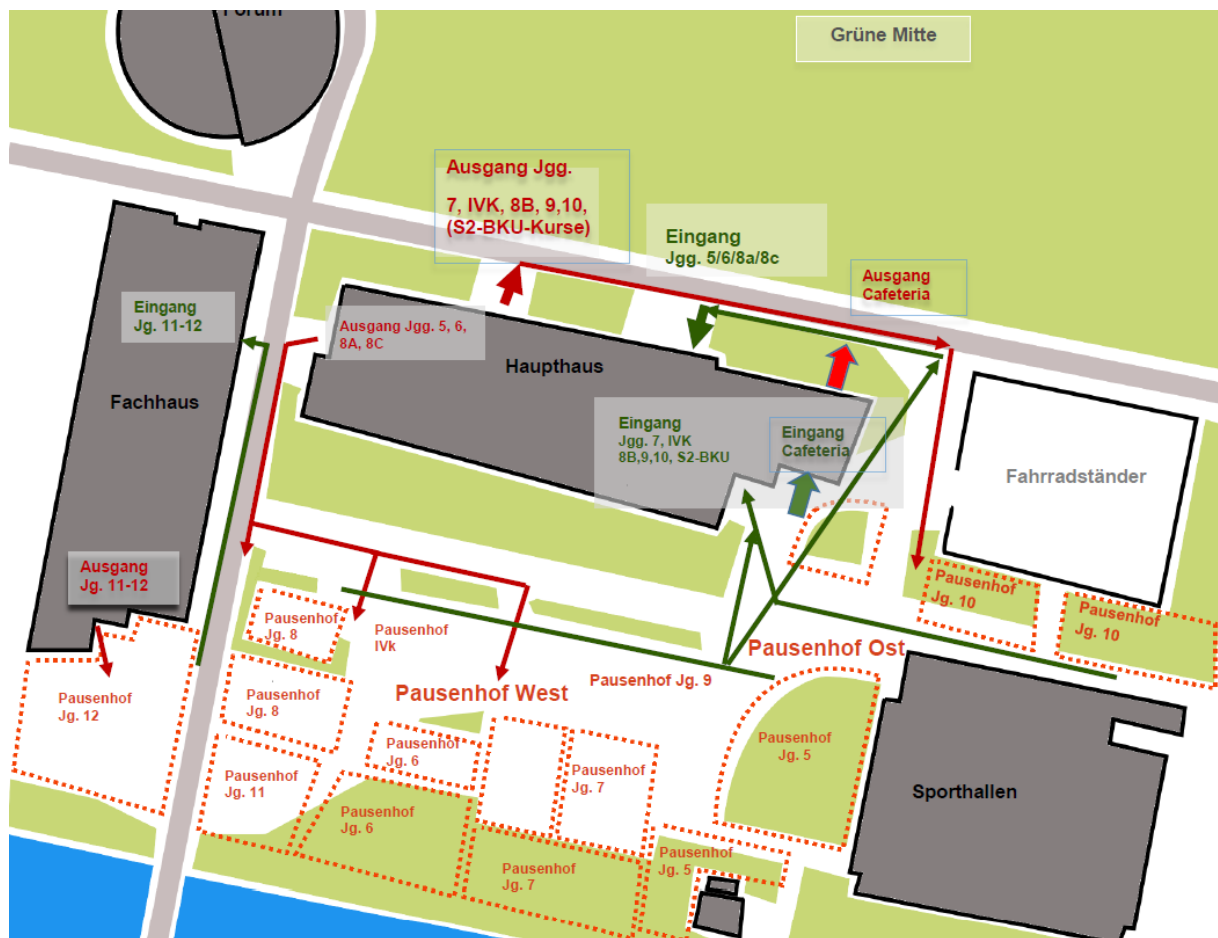 Forum
Grüne Mitte
Ausgang Jgg.
7, IVK, 8B, 9,10,
(S2-BKU-Kurse)
Eingang
Jgg. 5/6/8a/8c
Ausgang
Cafeteria
Eingang
Jg. 11-12
Ausgang Jgg. 5, 6,
8A, 8C
Haupthaus
Fachhaus
Eingang
Jgg. 7, IVK
8B,9,10, S2-BKU
Eingang
Cafeteria
Fahrradständer
Ausgang
Jg. 11-12
Pausenhof
Jg. 10
Pausenhof
Jg. 10
Pausenhof
Jg. 8
Pausenhof
IVk
Pausenhof Ost
Pausenhof Jg. 9
Pausenhof West
Pausenhof
Jg. 12
Pausenhof
Jg. 8
Pausenhof
Jg. 6
Pausenhof
Jg. 5
Pausenhof
Jg. 11
Pausenhof
Jg. 7
Sporthallen
Pausenhof
Jg. 6
Pausenhof
Jg. 7
Pausenhof
Jg. 5